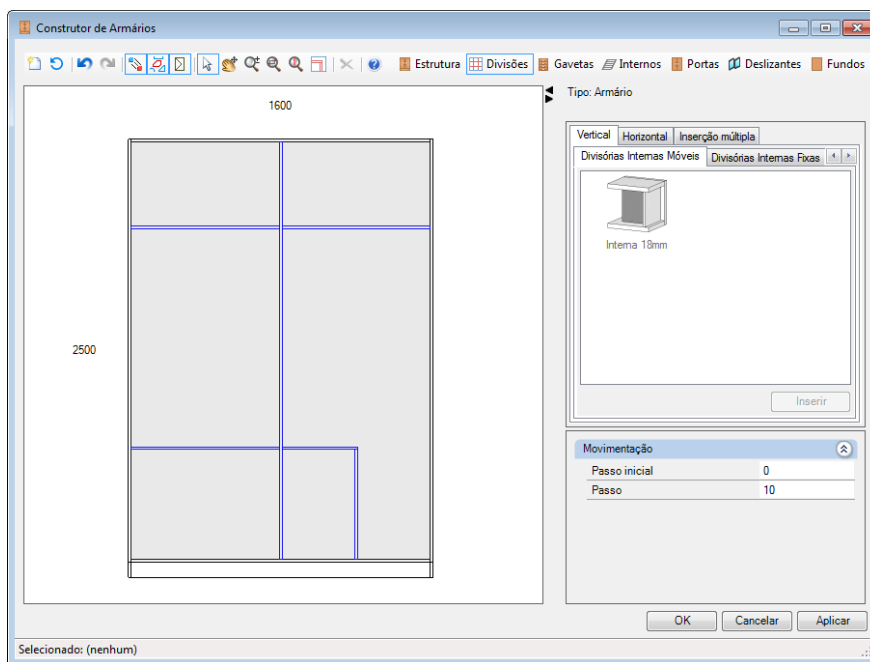 Construtor de Armários
Estrutura Divisões Gavetas Internos Portas Deslizantes Fundos
1600
2500
Tipo: Armário
Vertical Horizontal Inserção múltipla
Divisórias Internas Móveis Divisórias Internas Fixas
Interna 18mm
Inserir
Movimentação
Passo inicial 0
Passo 10
OK Cancelar Aplicar
Selecionado: (nenhum)